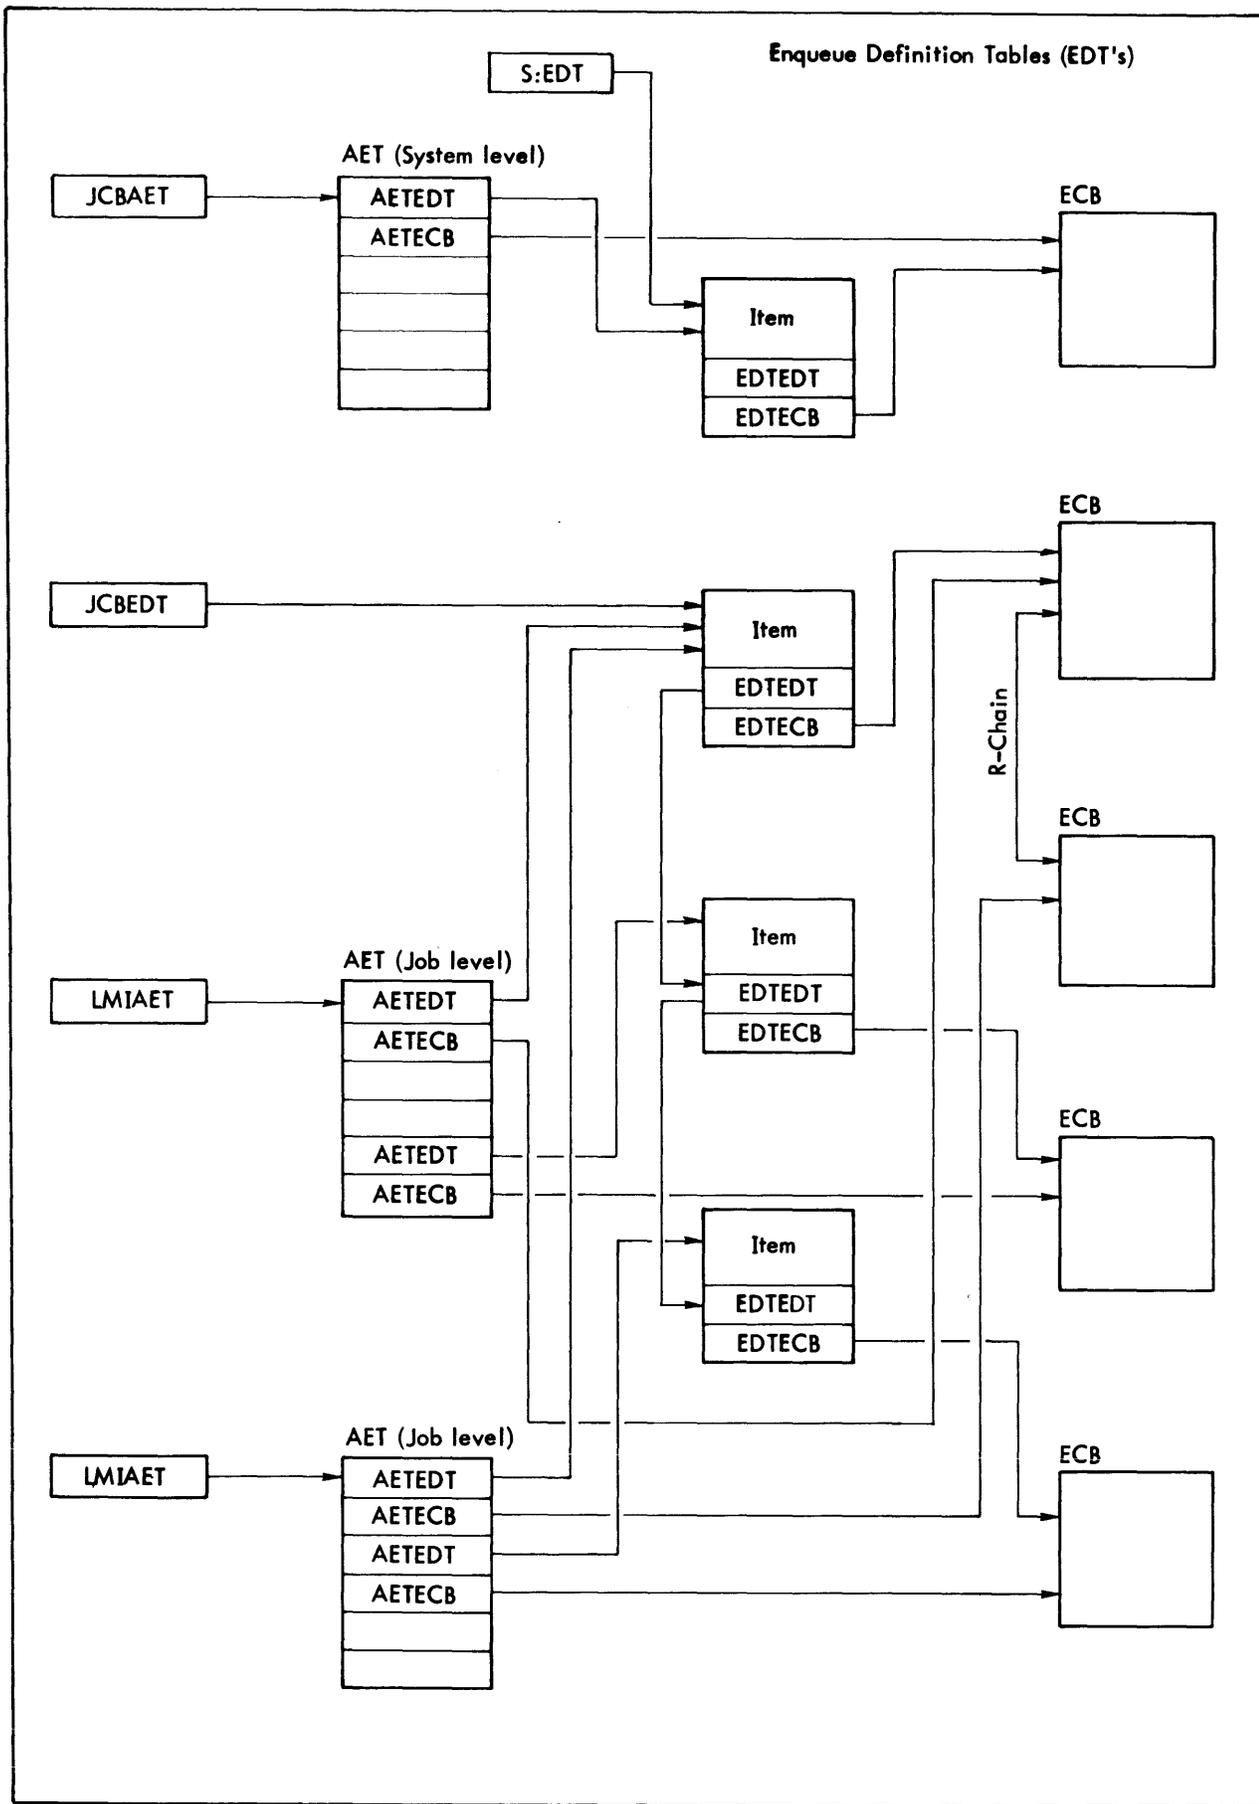 Enqueue Definition Tables (EDT's)
S:EDT
AET (System level)
JCBAET
AETEDT
AETECB
ECB
Item
EDTEDT
EDTECB
ECB
JCBEDT
Item
EDTEDT
EDTECB
R-Chain
ECB
Item
EDTEDT
EDTECB
AET (Job level)
LMIAET
AETEDT
AETECB
AETEDT
AETECB
ECB
Item
EDTEDT
EDTECB
AET (Job level)
LMIAET
AETEDT
AETECB
AETEDT
AETECB
ECB